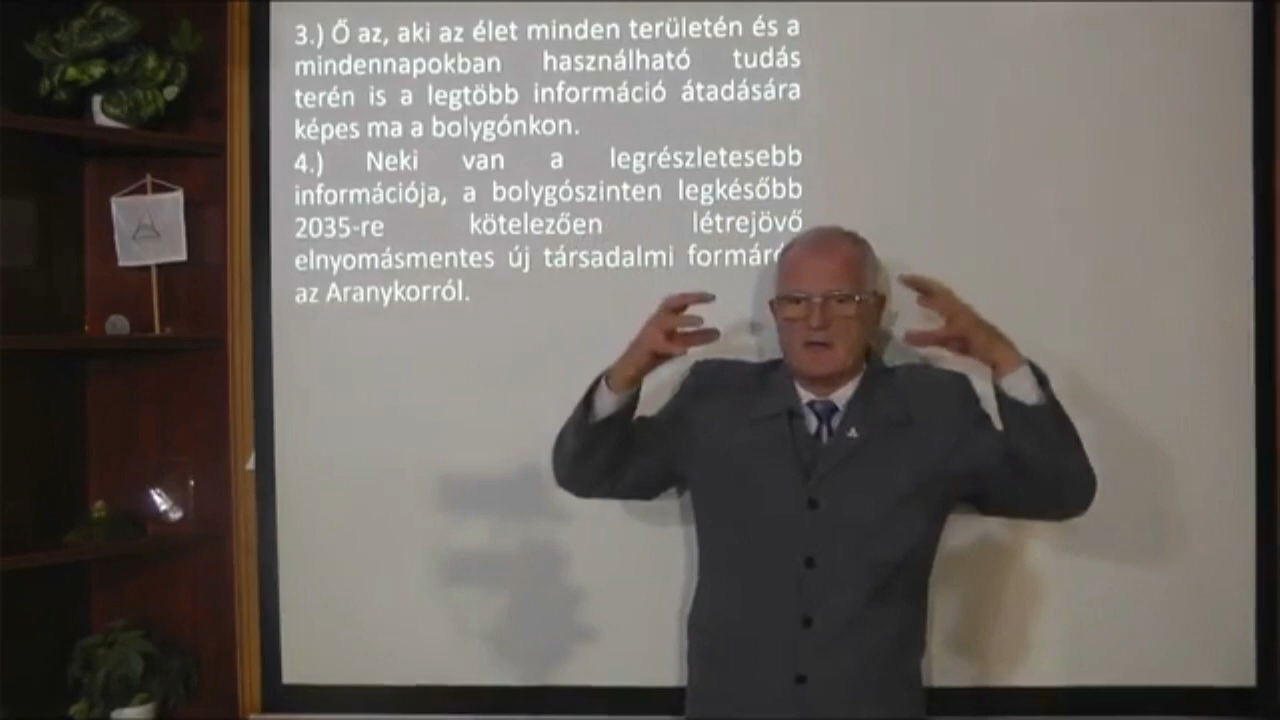 3.) Ő az, aki az élet minden területén és a
mindennapokban használható tudás
terén is a legtöbb információ átadására
képes ma a bolygónkon.
4.) Neki van a legrészletesebb
információja, a bolygószinten legkésőbb
2035-re kötelezően létrejövő
elnyomásmentes új társadalmi
az Aranykorról.